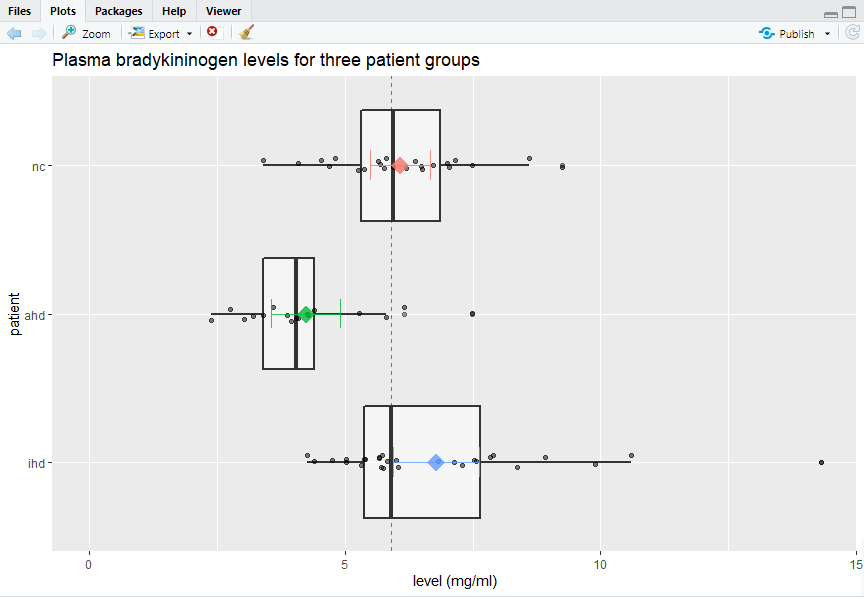 Files Plots Packages Help Viewer
Zoom Export Publish
Plasma bradykininogen levels for three patient groups
nc
ahd
ihd
patient
0 5 10 15
level (mg/ml)